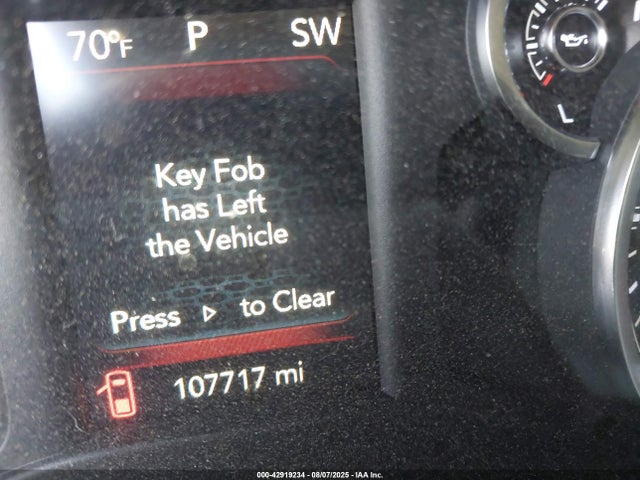 70°F P SW
L
Key Fob
has Left
the Vehicle
Press ▷ to Clear
107717 mi
00-42919234 - 08/07/2025 - IAA Inc.